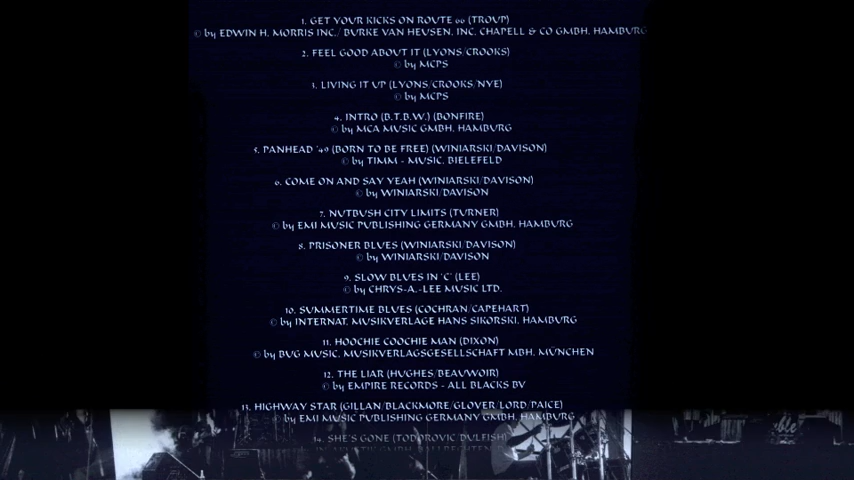 1. GET YOUR KICKS ON ROUTE 66 (TROUP)
© by EDWIN H. MORRIS INC./ BURKE VAN HEUSEN, INC. CHAPELL & CO GMBH, HAMBURG
2. FEEL GOOD ABOUT IT (LYONS/CROOKS)
© by MCPS
3. LIVING IT UP (LYONS/CROOKS/NYE)
© by MCPS
4. INTRO (B.T.B.W.) (BONFIRE)
© by MCA MUSIC GMBH, HAMBURG
5. PANHEAD '49 (BORN TO BE FREE) (WINIARSKI/DAVISON)
© by TIMM - MUSIC, BIELEFELD
6. COME ON AND SAY YEAH (WINIARSKI/DAVISON)
© by WINIARSKI/DAVISON
7. NUTBUSH CITY LIMITS (TURNER)
© by EMI MUSIC PUBLISHING GERMANY GMBH, HAMBURG
8. PRISONER BLUES (WINIARSKI/DAVISON)
© by WINIARSKI/DAVISON
9. SLOW BLUES IN 'C' (LEE)
© by CHRYS-A.-LEE MUSIC LTD.
10. SUMMERTIME BLUES (COCHRAN/CAPEHART)
© by INTERNAT. MUSIKVERLAGE HANS SIKORSKI, HAMBURG
11. HOOCHIE COOCHIE MAN (DIXON)
© by BUG MUSIC, MUSIKVERLAGSGESELLSCHAFT MBH, MÜNCHEN
12. THE LIAR (HUGHES/BEAUWOIR)
© by EMPIRE RECORDS - ALL BLACKS BV
13. HIGHWAY STAR (GILLAN/BLACKMORE/GLOVER/LORD/PAICE)
© by EMI MUSIC PUBLISHING GERMANY GMBH, HAMBURG
14. SHE'S GONE (TODOROVIC DULFISH)